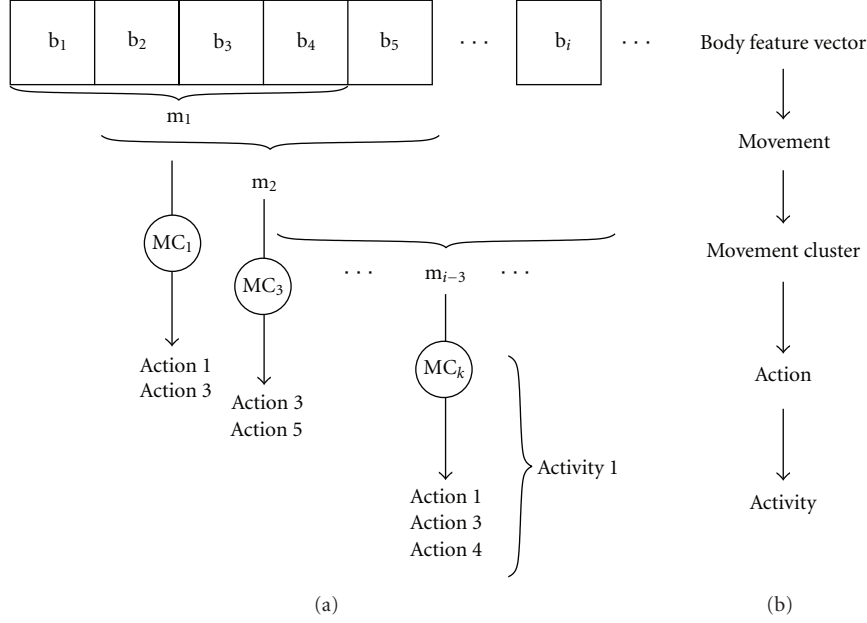 b₁ b₂ b₃ b₄ b₅ · · · bᵢ · · · Body feature vector
m₁
Movement
m₂
MC₁
Movement cluster
MC₃
· · · mᵢ₋₃ · · ·
Action 1
Action 3
MCₖ
Action
Action 3
Action 5
Activity 1
Action 1
Action 3
Action 4
Activity
(a) (b)